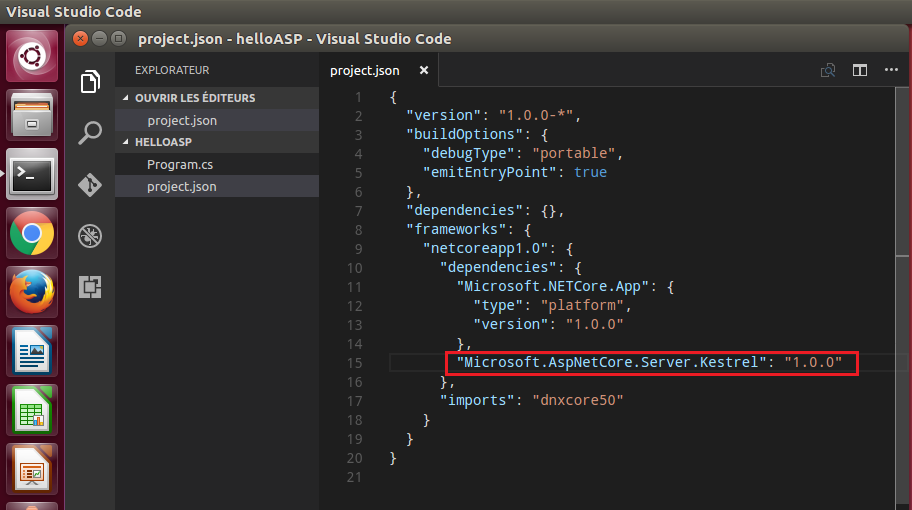 Visual Studio Code
project.json - helloASP - Visual Studio Code
EXPLORATEUR
OUVRIR LES ÉDITEURS
project.json
HELLOASP
Program.cs
project.json
project.json ×
1 {
2 "version": "1.0.0-*",
3 "buildOptions": {
4 "debugType": "portable",
5 "emitEntryPoint": true
6 },
7 "dependencies": {},
8 "frameworks": {
9 "netcoreapp1.0": {
10 "dependencies": {
11 "Microsoft.NETCore.App": {
12 "type": "platform",
13 "version": "1.0.0"
14 },
15 "Microsoft.AspNetCore.Server.Kestrel": "1.0.0"
16 },
17 "imports": "dnxcore50"
18 }
19 }
20 }
21